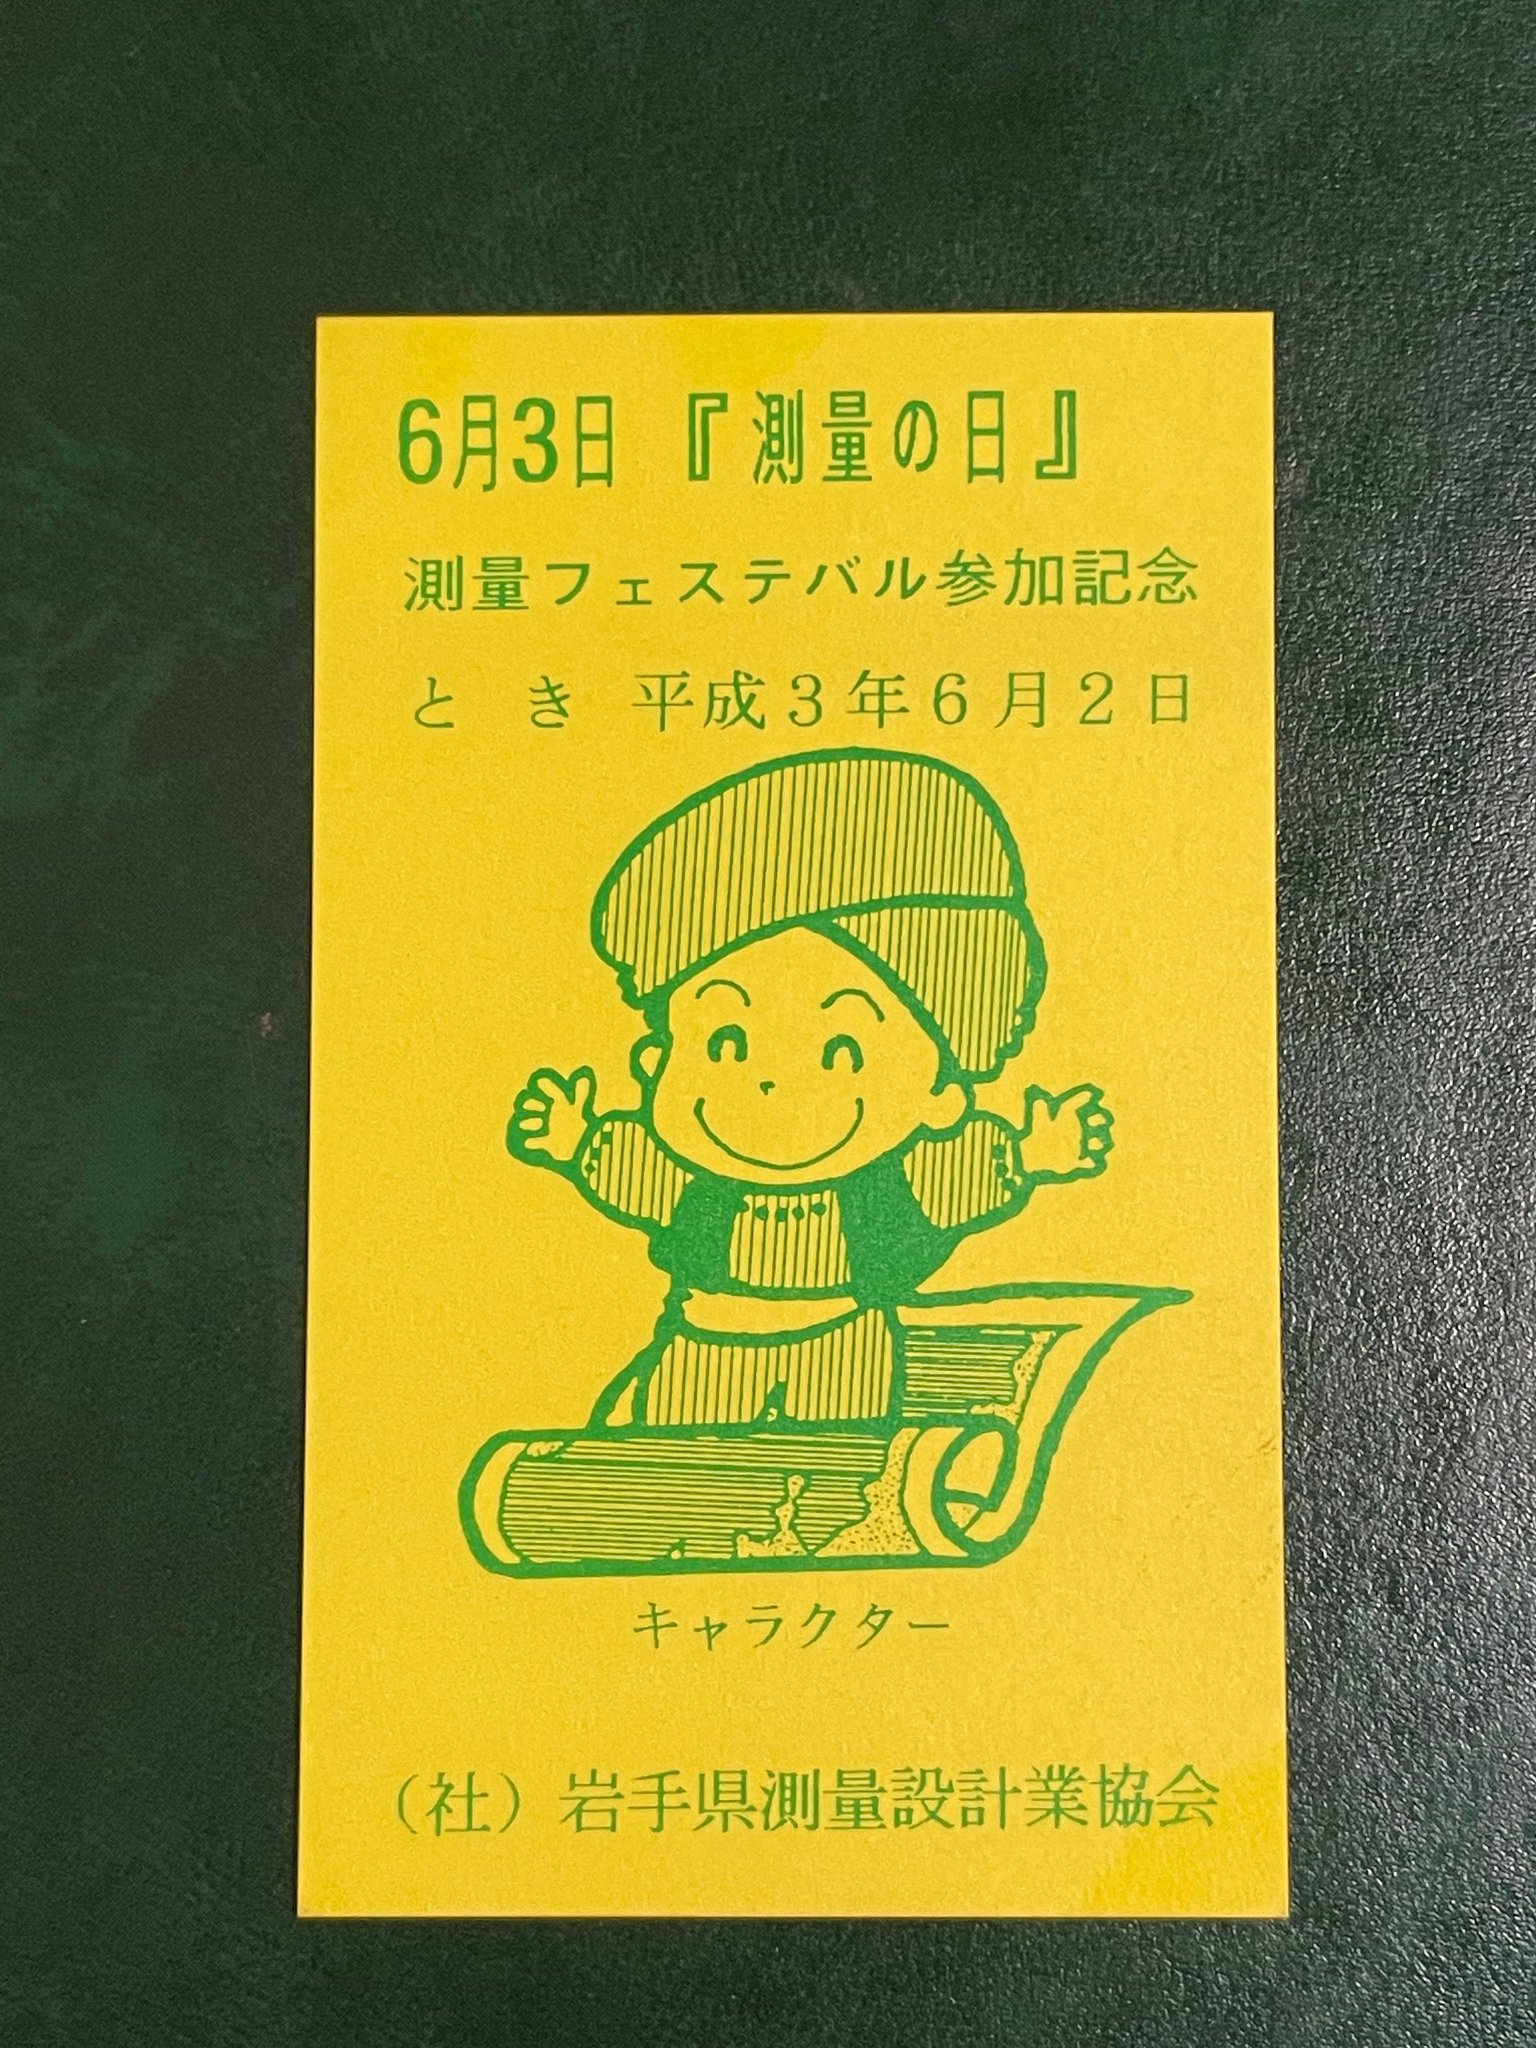 6月3日『測量の日』
測量フェステバル参加記念
とき 平成3年6月2日
キャラクター
（社）岩手県測量設計業協会